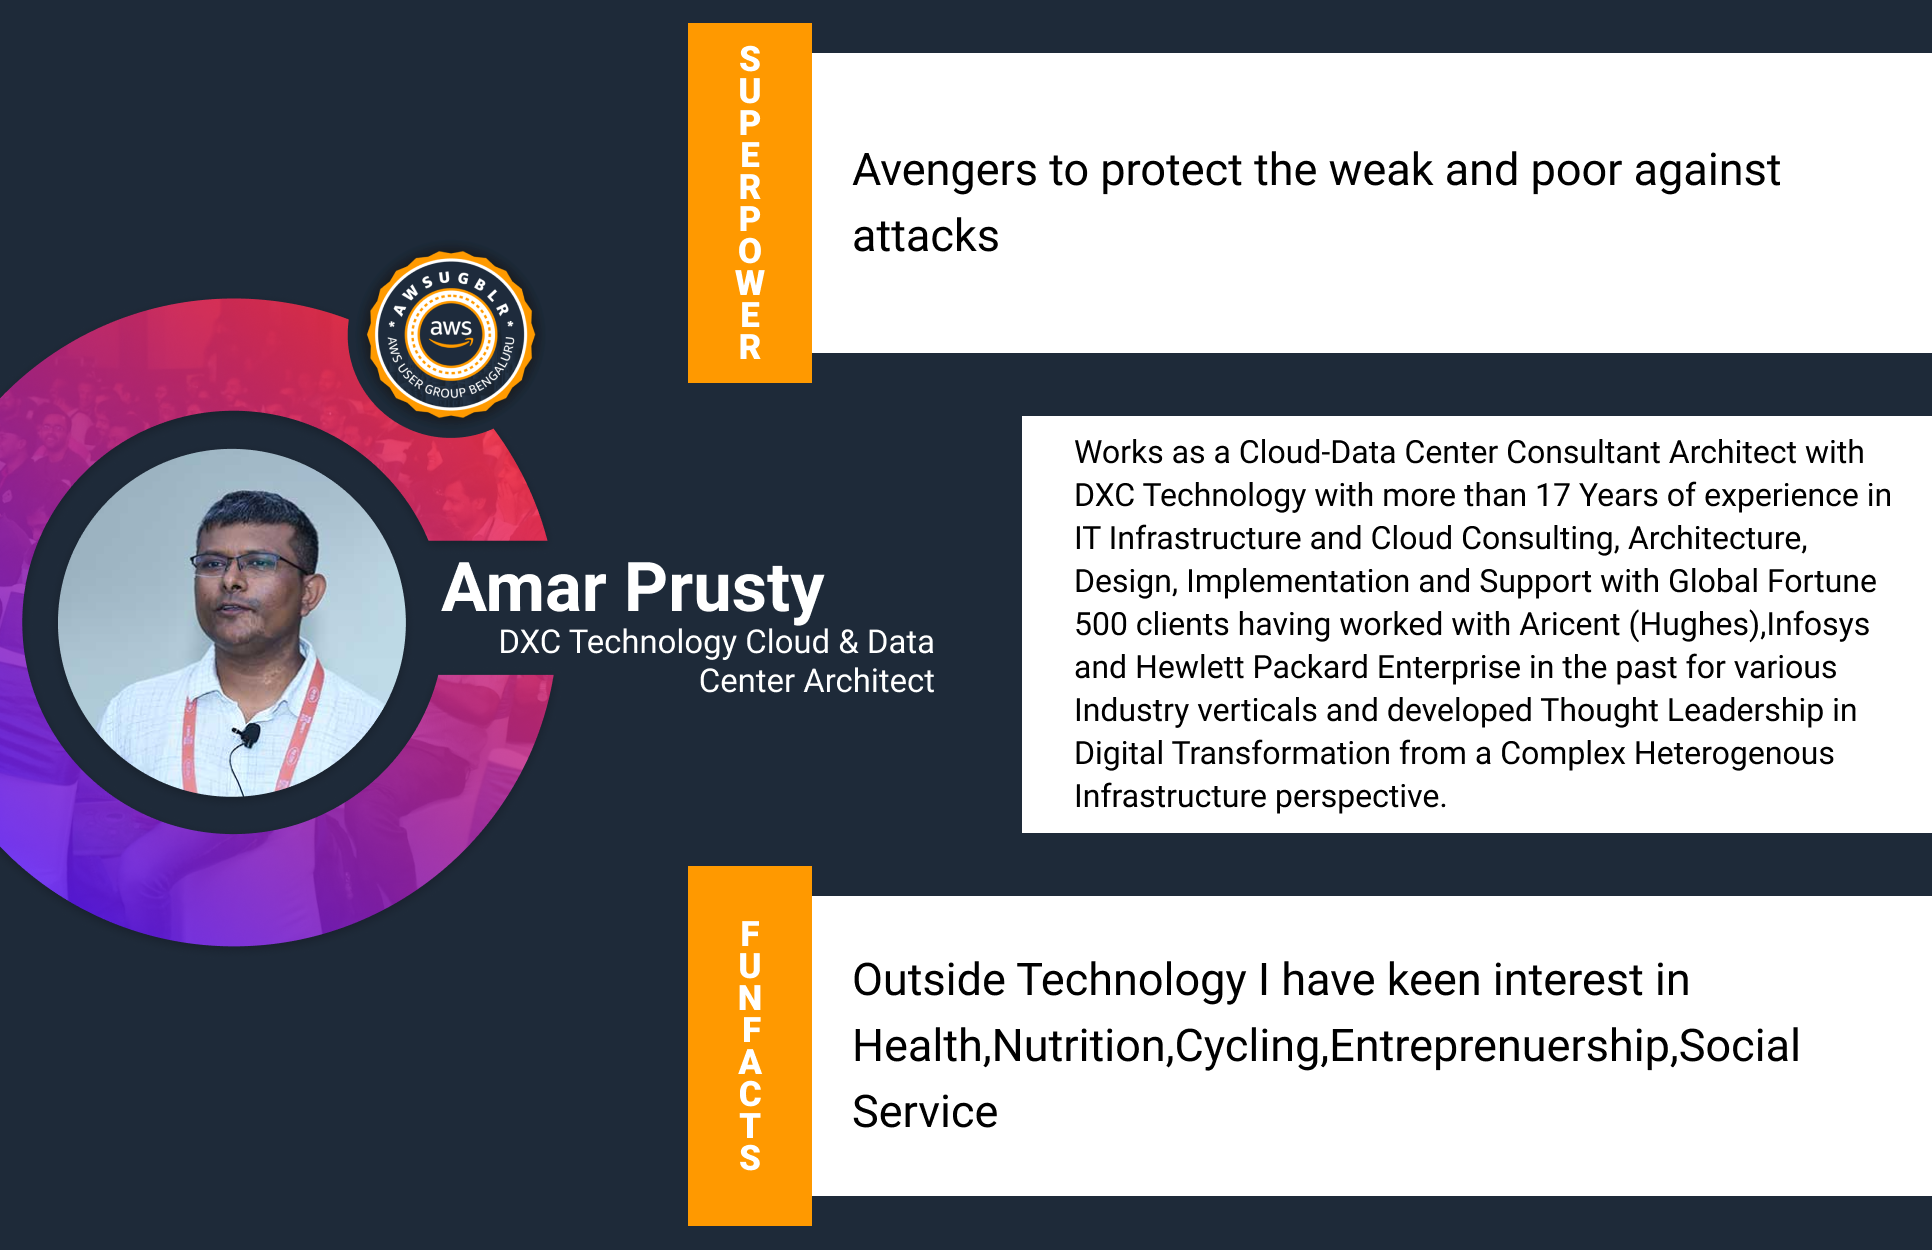 SUPERPOWER
Avengers to protect the weak and poor against
attacks
AWSUGBLR
aws
AWS USER GROUP BENGALURU
Amar Prusty
DXC Technology Cloud & Data
Center Architect
Works as a Cloud-Data Center Consultant Architect with
DXC Technology with more than 17 Years of experience in
IT Infrastructure and Cloud Consulting, Architecture,
Design, Implementation and Support with Global Fortune
500 clients having worked with Aricent (Hughes),Infosys
and Hewlett Packard Enterprise in the past for various
Industry verticals and developed Thought Leadership in
Digital Transformation from a Complex Heterogenous
Infrastructure perspective.
FUNFACTS
Outside Technology I have keen interest in
Health,Nutrition,Cycling,Entreprenuership,Social
Service